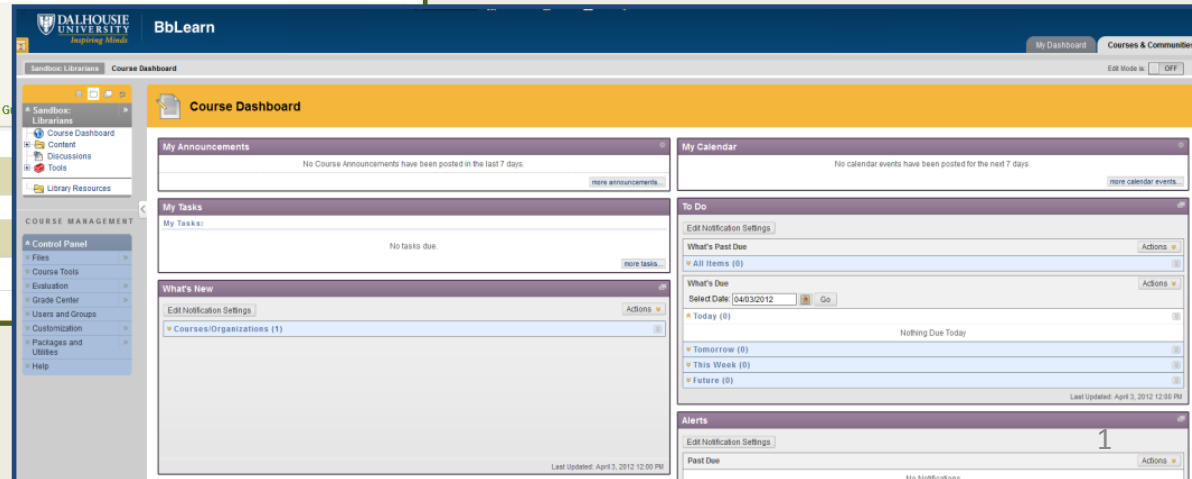 DALHOUSIE
UNIVERSITY
Inspiring Minds
BbLearn
My Dashboard
Courses & Communities
Sandbox: Librarians
Course Dashboard
Edit Mode is: OFF
Sandbox:
Librarians
Course Dashboard
Content
Discussions
Tools
Library Resources
COURSE MANAGEMENT
Control Panel
Files
Course Tools
Evaluation
Grade Center
Users and Groups
Customization
Packages and
Utilities
Help
Course Dashboard
My Announcements
No Course Announcements have been posted in the last 7 days.
more announcements...
My Tasks
My Tasks:
No tasks due.
more tasks...
What's New
Edit Notification Settings
Actions
Courses/Organizations (1)
Last Updated: April 3, 2012 12:00 PM
My Calendar
No calendar events have been posted for the next 7 days.
more calendar events...
To Do
Edit Notification Settings
What's Past Due
Actions
All Items (0)
What's Due
Actions
Select Date: 04/03/2012 Go
Today (0)
Nothing Due Today
Tomorrow (0)
This Week (0)
Future (0)
Last Updated: April 3, 2012 12:00 PM
Alerts
Edit Notification Settings
1
Past Due
Actions
No Notifications